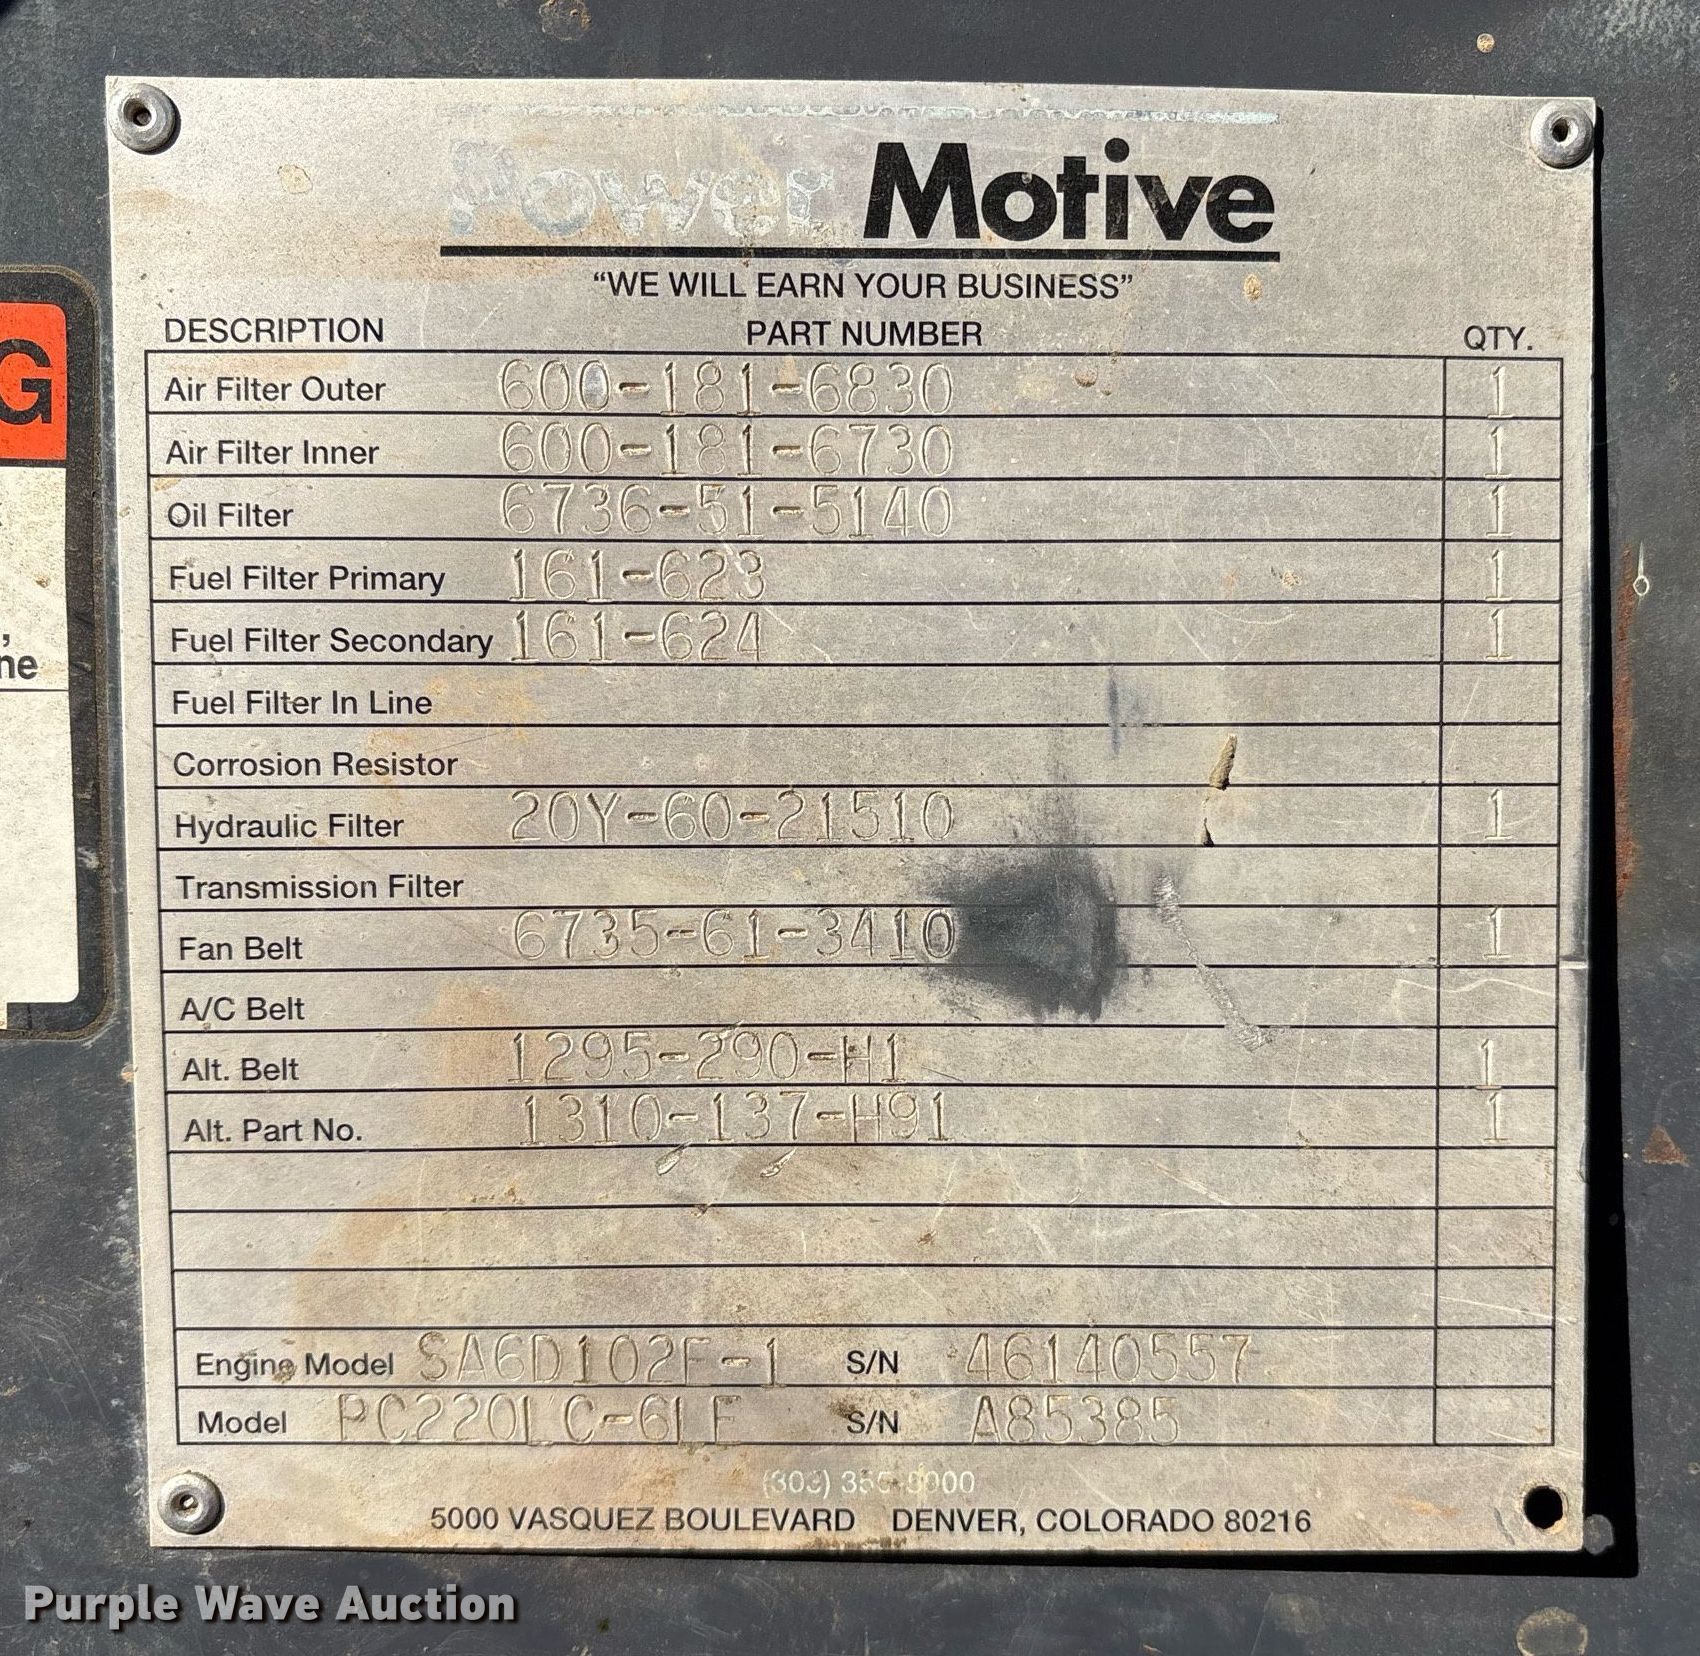 Power Motive
“WE WILL EARN YOUR BUSINESS”
DESCRIPTION PART NUMBER QTY.
Air Filter Outer 600-181-6830 1
Air Filter Inner 600-181-6730 1
Oil Filter 6736-51-5140 1
Fuel Filter Primary 161-623 1
Fuel Filter Secondary 161-624 1
Fuel Filter In Line
Corrosion Resistor
Hydraulic Filter 20Y-60-21510 1
Transmission Filter
Fan Belt 6735-61-3410 1
A/C Belt
Alt. Belt 1295-290-H1 1
Alt. Part No. 1310-137-H91 1
Engine Model SA6D102E-1 S/N 46140557
Model PC220LC-6LE S/N A85385
5000 VASQUEZ BOULEVARD DENVER, COLORADO 80216
G
ne
Purple Wave Auction